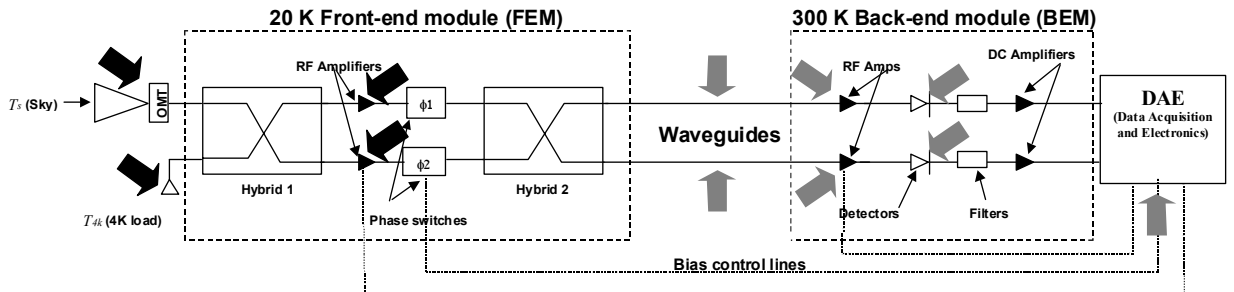 20 K Front-end module (FEM)
300 K Back-end module (BEM)
RF Amplifiers
RF Amps
DC Amplifiers
Ts (Sky)
OMT
ϕ1
DAE
(Data Acquisition
and Electronics)
Waveguides
ϕ2
Hybrid 1
Hybrid 2
T4k (4K load)
Phase switches
Detectors
Filters
Bias control lines